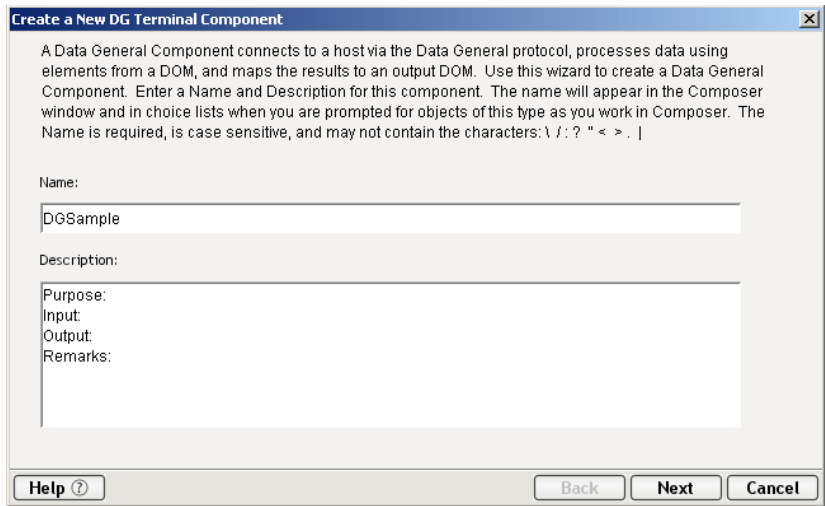 Create a New DG Terminal Component
A Data General Component connects to a host via the Data General protocol, processes data using
elements from a DOM, and maps the results to an output DOM.  Use this wizard to create a Data General
Component.  Enter a Name and Description for this component.  The name will appear in the Composer
window and in choice lists when you are prompted for objects of this type as you work in Composer.  The
Name is required, is case sensitive, and may not contain the characters: \ / : ? " < > . |
Name:
DGSample
Description:
Purpose:
Input:
Output:
Remarks:
Help ?
Back
Next
Cancel